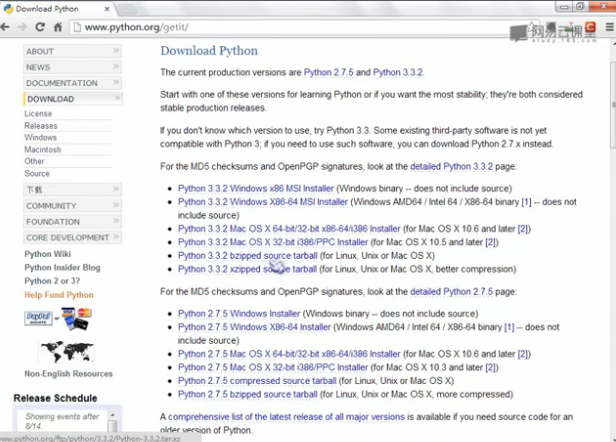 Download Python
www.python.org/getit/
网易云课堂
study.163.com
ABOUT
NEWS
DOCUMENTATION
DOWNLOAD
License
Releases
Windows
Macintosh
Other
Source
下载
COMMUNITY
FOUNDATION
CORE DEVELOPMENT
Python Wiki
Python Insider Blog
Python 2 or 3?
Help Fund Python
PayPal
DONATE
Non-English Resources
Release Schedule
Showing events after
8/14.
Download Python
The current production versions are Python 2.7.5 and Python 3.3.2.
Start with one of these versions for learning Python or if you want the most stability; they're both considered
stable production releases.
If you don't know which version to use, try Python 3.3. Some existing third-party software is not yet
compatible with Python 3; if you need to use such software, you can download Python 2.7.x instead.
For the MD5 checksums and OpenPGP signatures, look at the detailed Python 3.3.2 page:
Python 3.3.2 Windows x86 MSI Installer (Windows binary -- does not include source)
Python 3.3.2 Windows X86-64 MSI Installer (Windows AMD64 / Intel 64 / X86-64 binary [1] -- does not
include source)
Python 3.3.2 Mac OS X 64-bit/32-bit x86-64/i386 Installer (for Mac OS X 10.6 and later [2])
Python 3.3.2 Mac OS X 32-bit i386/PPC Installer (for Mac OS X 10.5 and later [2])
Python 3.3.2 bzipped source tarball (for Linux, Unix or Mac OS X)
Python 3.3.2 xzipped source tarball (for Linux, Unix or Mac OS X, better compression)
For the MD5 checksums and OpenPGP signatures, look at the detailed Python 2.7.5 page:
Python 2.7.5 Windows Installer (Windows binary -- does not include source)
Python 2.7.5 Windows X86-64 Installer (Windows AMD64 / Intel 64 / X86-64 binary [1] -- does not
include source)
Python 2.7.5 Mac OS X 64-bit/32-bit x86-64/i386 Installer (for Mac OS X 10.6 and later [2])
Python 2.7.5 Mac OS X 32-bit i386/PPC Installer (for Mac OS X 10.3 and later [2])
Python 2.7.5 compressed source tarball (for Linux, Unix or Mac OS X)
Python 2.7.5 bzipped source tarball (for Linux, Unix or Mac OS X, more compressed)
A comprehensive list of the latest release of all major versions is available if you need source code for an
older version of Python.
www.python.org/ftp/python/3.3.2/Python-3.3.2.tar.xz